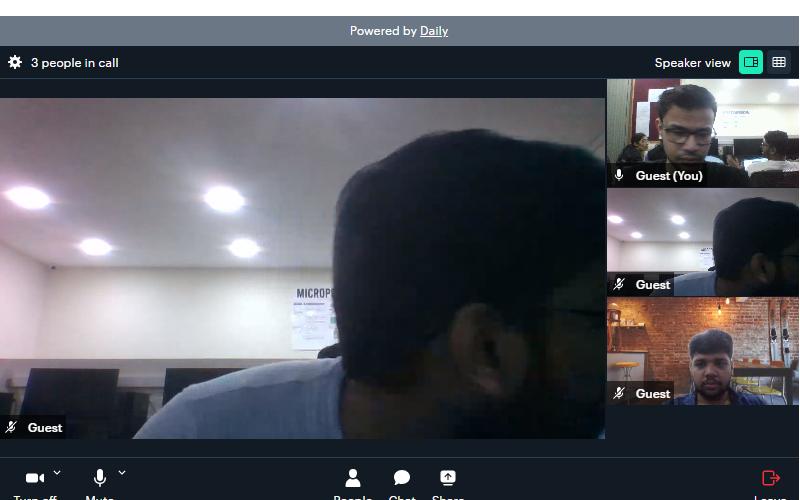 Powered by Daily
3 people in call
Speaker view
Guest (You)
Guest
Guest
MICROP
Guest
Turn off
Mute
People
Chat
Share
Leave